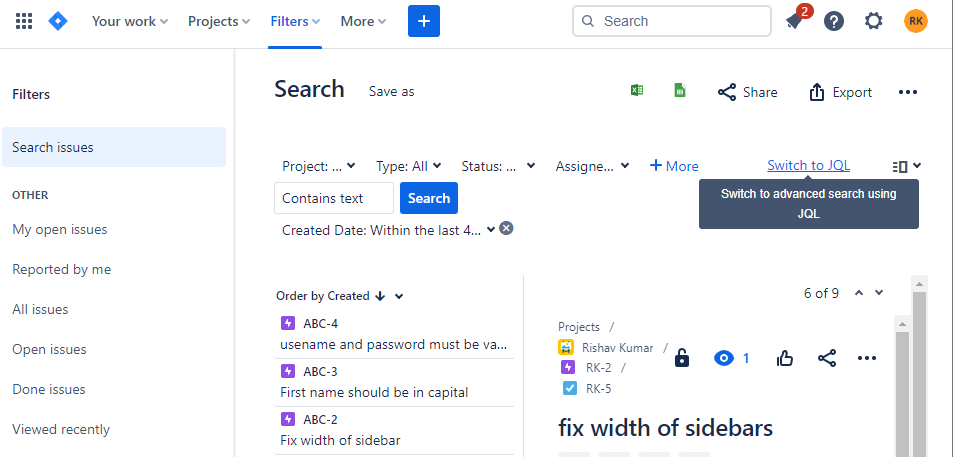 Your work Projects Filters More + Search 2 ? RK
Filters
Search issues
OTHER
My open issues
Reported by me
All issues
Open issues
Done issues
Viewed recently
Search Save as Share Export
Project: ... Type: All Status: ... Assigne... + More Switch to JQL
Switch to advanced search using
JQL
Contains text Search
Created Date: Within the last 4...
Order by Created
ABC-4
usename and password must be va...
ABC-3
First name should be in capital
ABC-2
Fix width of sidebar
6 of 9
Projects /
Rishav Kumar /
RK-2 /
RK-5
1
fix width of sidebars